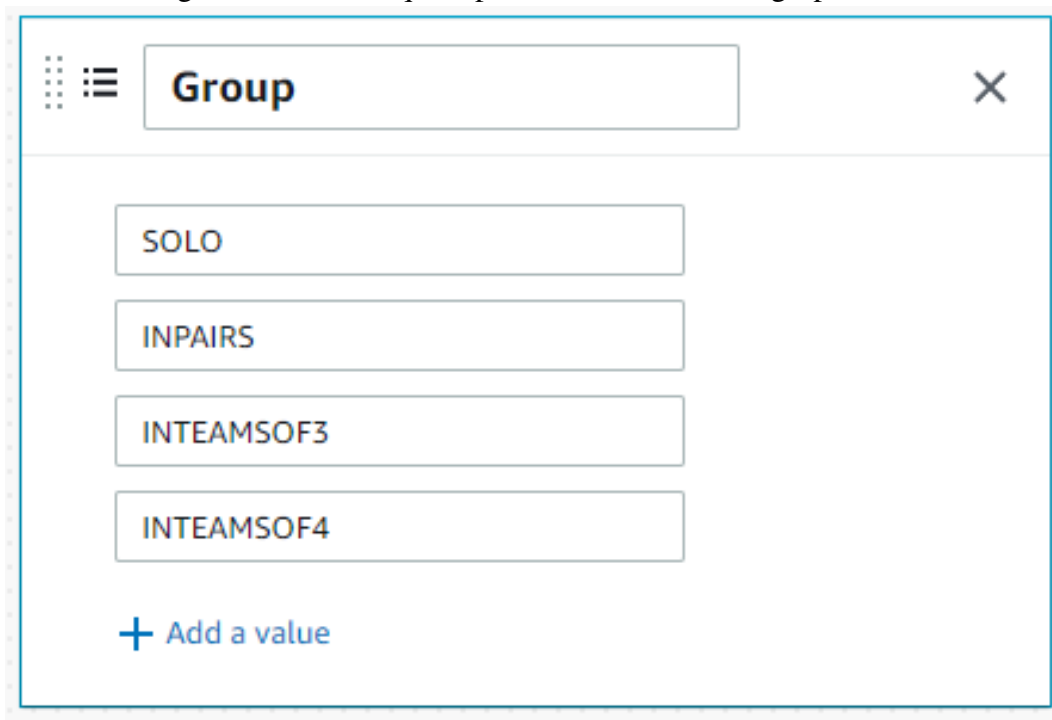 Group
SOLO
INPAIRS
INTEAMSOF3
INTEAMSOF4
Add a value